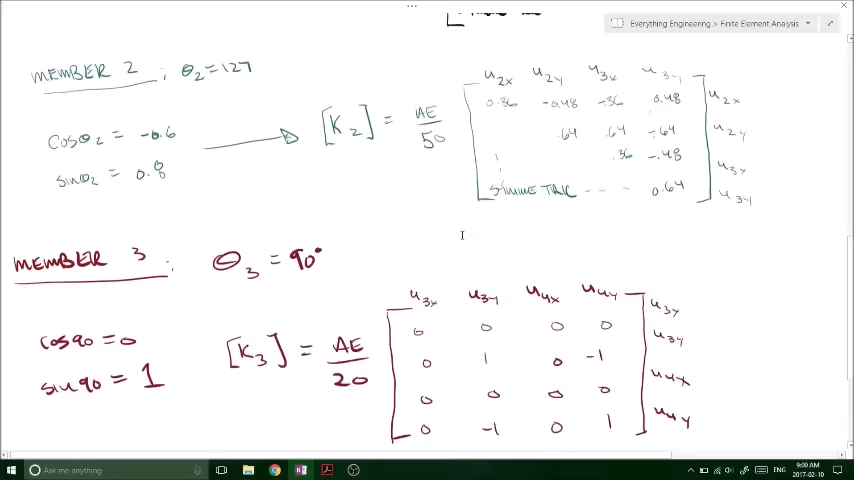 Everything Engineering > Finite Element Analysis
MEMBER 2 ; θ2 = 127
cosθ2 = -0.6
sinθ2 = 0.8
[K2] = AE/50
u2x u2y u3x u3y
0.36 -0.48 -.36 0.48 u2x
.64 .64 -.64 u2y
.36 -.48 u3x
SYMMETRIC - - - 0.64 u3y
MEMBER 3 ; θ3 = 90°
cos90 = 0
sin90 = 1
[K3] = AE/20
u3x u3y u4x u4y
0 0 0 0 u3x
0 1 0 -1 u3y
0 0 0 0 u4x
0 -1 0 1 u4y
Ask me anything
ENG
9:00 AM
2017-02-10